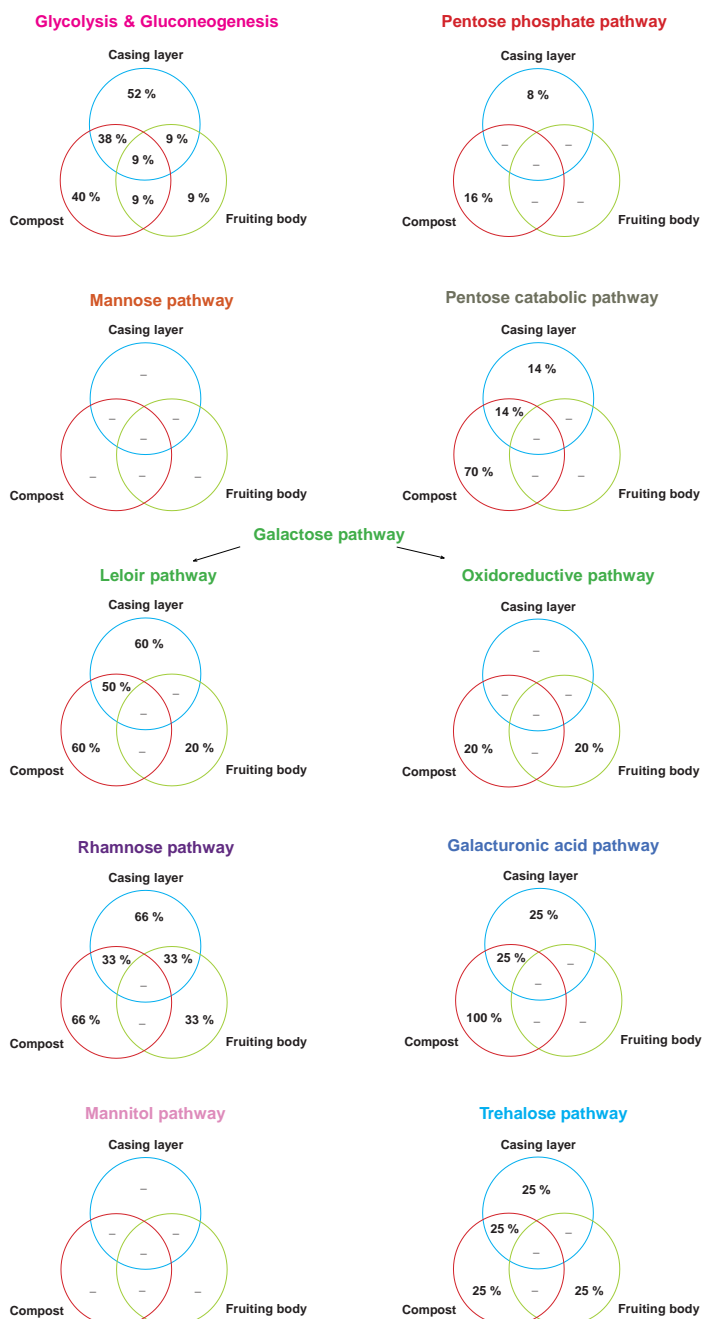 Glycolysis & Gluconeogenesis
Casing layer
52 %
38 %
9 %
9 %
40 %
9 %
9 %
Compost
Fruiting body
Pentose phosphate pathway
Casing layer
8 %
–
–
–
16 %
–
–
Compost
Fruiting body
Mannose pathway
Casing layer
–
–
–
–
–
–
–
Compost
Fruiting body
Pentose catabolic pathway
Casing layer
14 %
14 %
–
–
70 %
–
–
Compost
Fruiting body
Galactose pathway
Leloir pathway
Casing layer
60 %
50 %
–
–
60 %
–
20 %
Compost
Fruiting body
Oxidoreductive pathway
Casing layer
–
–
–
–
20 %
–
20 %
Compost
Fruiting body
Rhamnose pathway
Casing layer
66 %
33 %
33 %
–
66 %
–
33 %
Compost
Fruiting body
Galacturonic acid pathway
Casing layer
25 %
25 %
–
–
100 %
–
–
Compost
Fruiting body
Mannitol pathway
Casing layer
–
–
–
–
–
–
–
Compost
Fruiting body
Trehalose pathway
Casing layer
25 %
25 %
–
–
25 %
–
25 %
Compost
Fruiting body